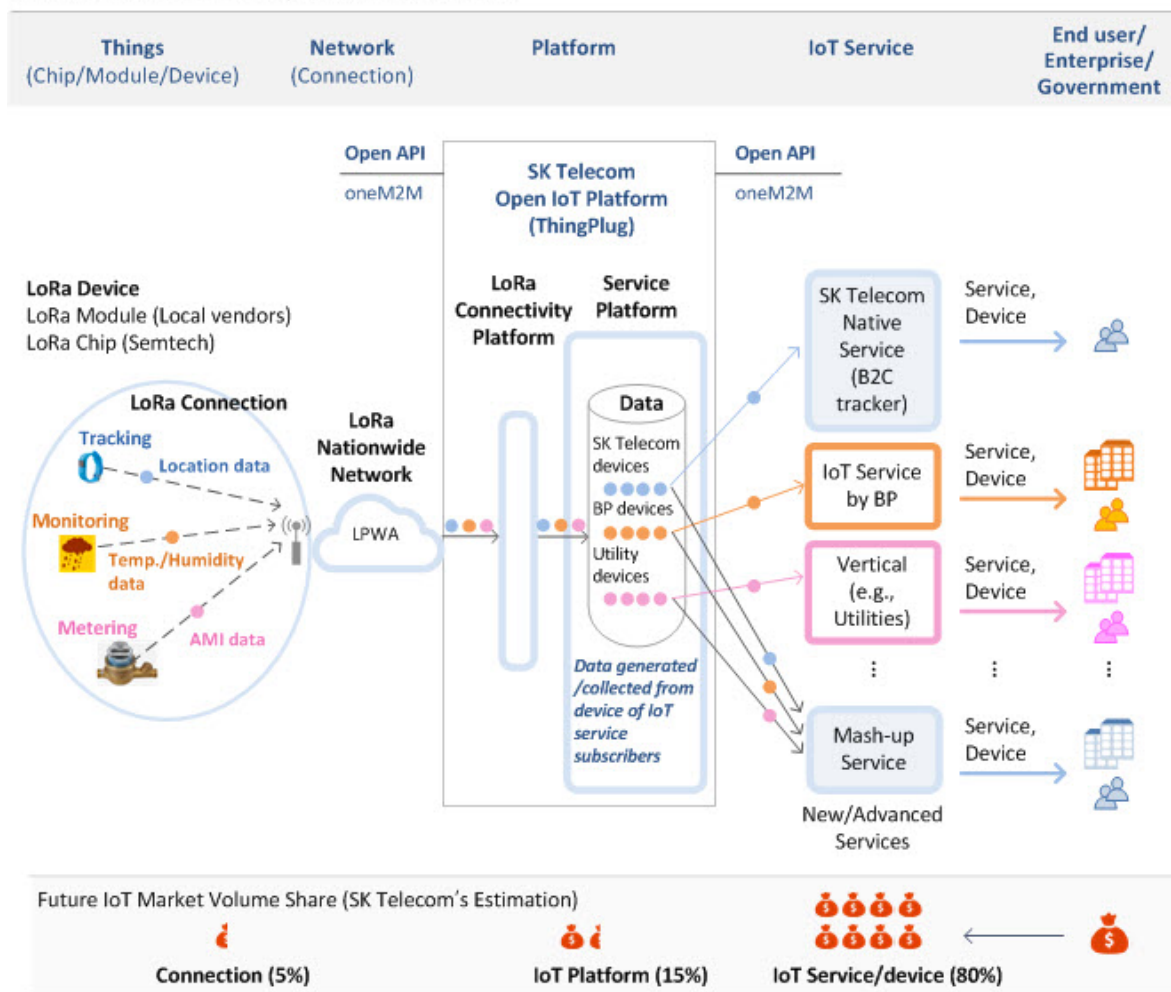 Things
(Chip/Module/Device)
Network
(Connection)
Platform
IoT Service
End user/
Enterprise/
Government
Open API
oneM2M
SK Telecom
Open IoT Platform
(ThingPlug)
Open API
oneM2M
LoRa Device
LoRa Module (Local vendors)
LoRa Chip (Semtech)
LoRa
Connectivity
Platform
Service
Platform
LoRa Connection
Tracking
Location data
Monitoring
Temp./Humidity
data
Metering
AMI data
LoRa
Nationwide
Network
LPWA
Data
SK Telecom
devices
BP devices
Utility
devices
Data generated
/collected from
device of IoT
service
subscribers
SK Telecom
Native
Service
(B2C
tracker)
Service,
Device
IoT Service
by BP
Service,
Device
Vertical
(e.g.,
Utilities)
Service,
Device
Mash-up
Service
Service,
Device
New/Advanced
Services
Future IoT Market Volume Share (SK Telecom's Estimation)
$
$ $ $ $
$ $ $ $
$
Connection (5%)
IoT Platform (15%)
IoT Service/device (80%)